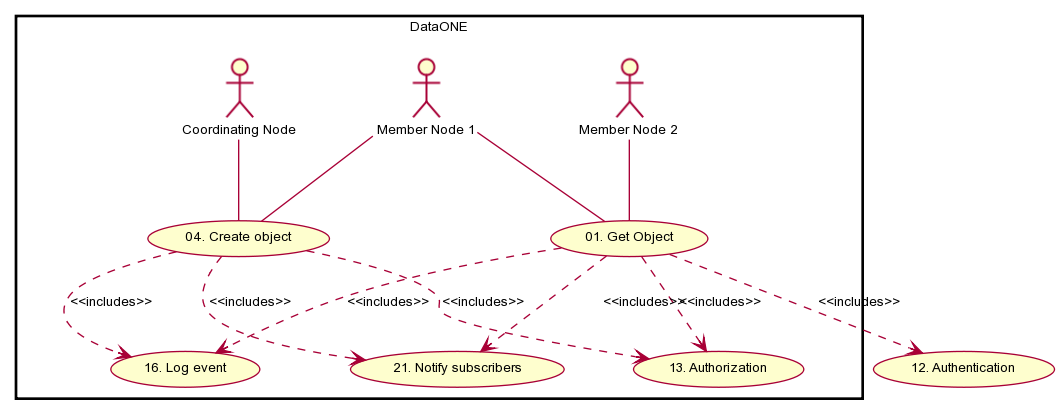 DataONE
Coordinating Node
Member Node 1
Member Node 2
04. Create object
01. Get Object
<<includes>>
<<includes>>
<<includes>>
<<includes>>
<<includes>>
<<includes>>
<<includes>>
16. Log event
21. Notify subscribers
13. Authorization
12. Authentication